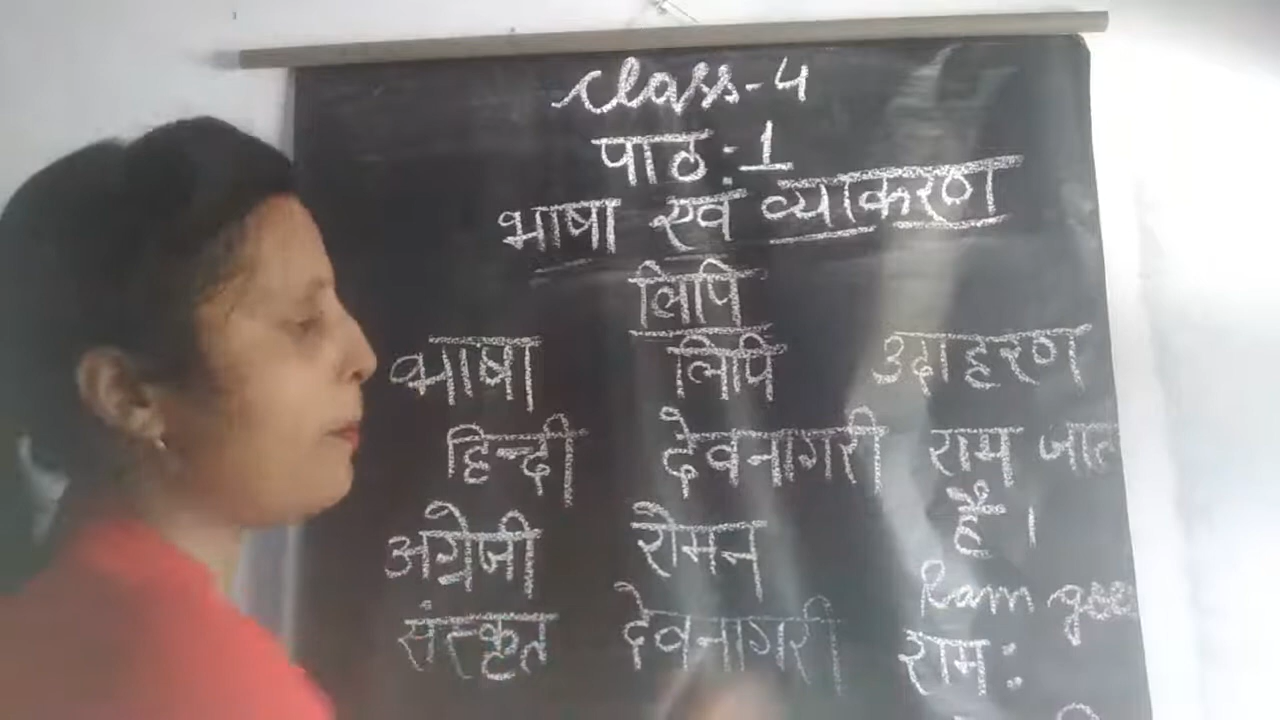 Class-4
पाठ:-1
भाषा एवं व्याकरण
लिपि
भाषा लिपि उदाहरण
हिन्दी देवनागरी राम
है।
अंग्रेजी रोमन
Ram
संस्कृत देवनागरी राम: